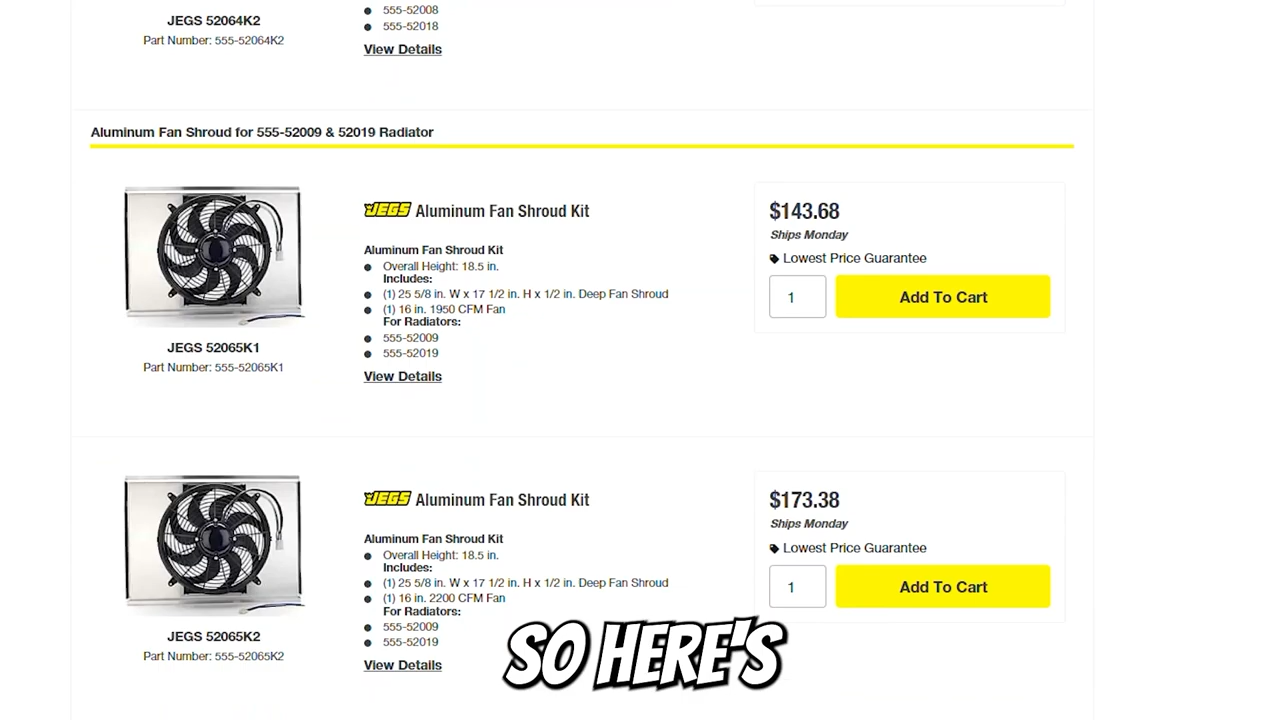 555-52008
JEGS 52064K2
555-52018
Part Number: 555-52064K2
View Details
Aluminum Fan Shroud for 555-52009 & 52019 Radiator
JEGS Aluminum Fan Shroud Kit
$143.68
Ships Monday
Aluminum Fan Shroud Kit
Lowest Price Guarantee
Overall Height: 18.5 in.
Includes:
(1) 25 5/8 in. W x 17 1/2 in. H x 1/2 in. Deep Fan Shroud
1
Add To Cart
(1) 16 in. 1950 CFM Fan
For Radiators:
555-52009
JEGS 52065K1
555-52019
Part Number: 555-52065K1
View Details
JEGS Aluminum Fan Shroud Kit
$173.38
Ships Monday
Aluminum Fan Shroud Kit
Lowest Price Guarantee
Overall Height: 18.5 in.
Includes:
(1) 25 5/8 in. W x 17 1/2 in. H x 1/2 in. Deep Fan Shroud
1
Add To Cart
(1) 16 in. 2200 CFM Fan
For Radiators:
555-52009
JEGS 52065K2
555-52019
Part Number: 555-52065K2
View Details
SO HERE'S